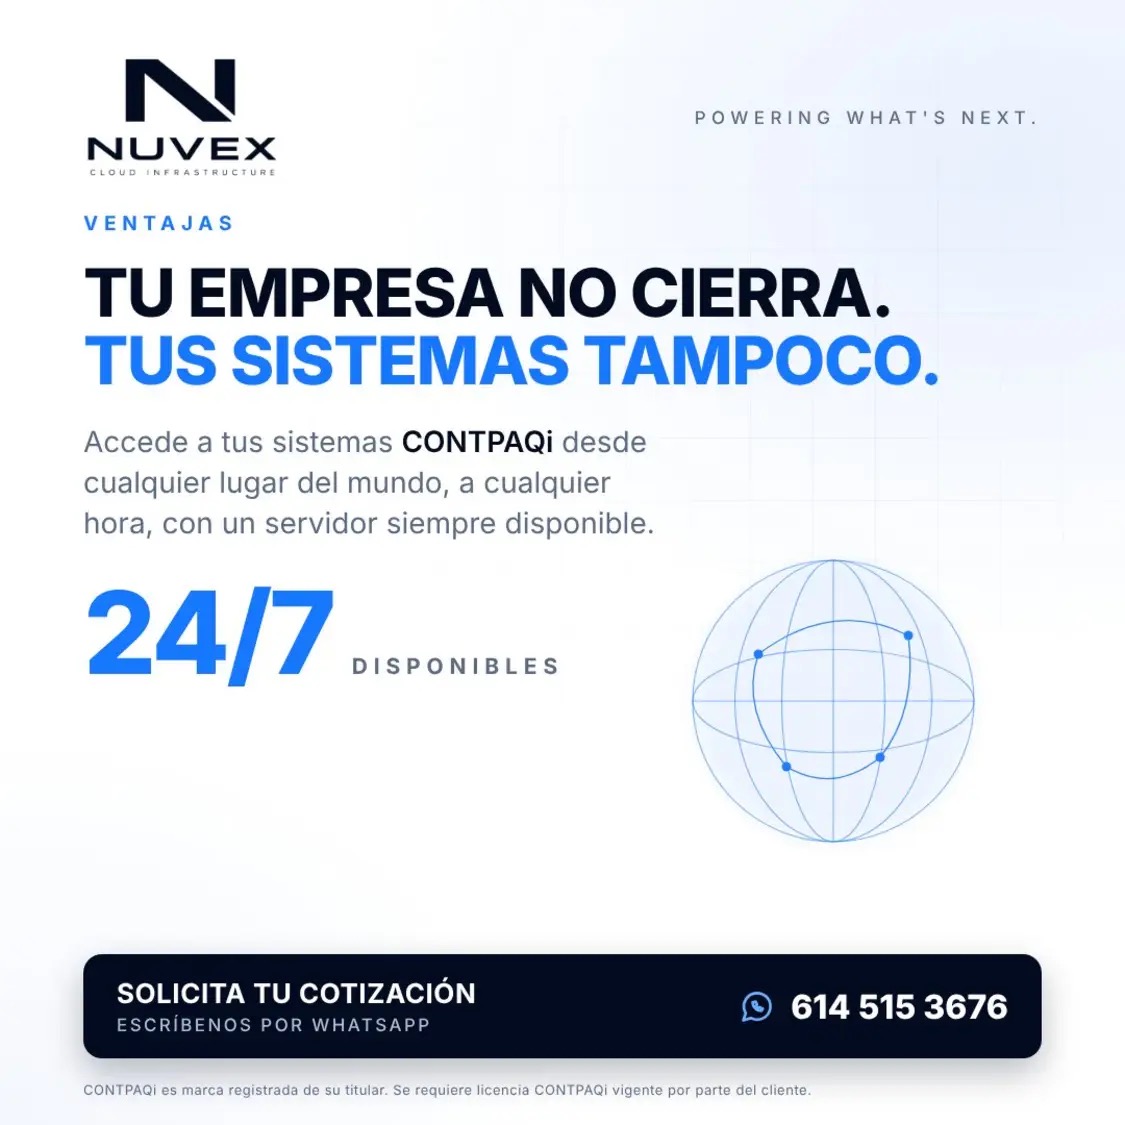 NUVEX
CLOUD INFRASTRUCTURE
POWERING WHAT'S NEXT.
VENTAJAS
TU EMPRESA NO CIERRA.
TUS SISTEMAS TAMPOCO.
Accede a tus sistemas CONTPAQi desde
cualquier lugar del mundo, a cualquier
hora, con un servidor siempre disponible.
24/7 DISPONIBLES
SOLICITA TU COTIZACIÓN
ESCRÍBENOS POR WHATSAPP
614 515 3676
CONTPAQi es marca registrada de su titular. Se requiere licencia CONTPAQi vigente por parte del cliente.